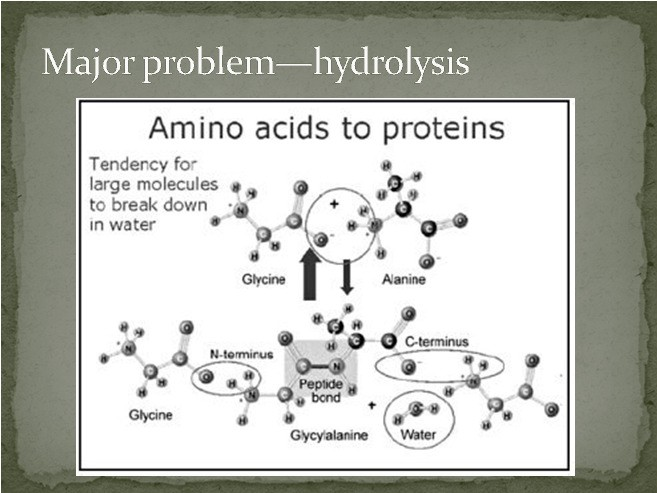 Major problem—hydrolysis
Amino acids to proteins
Tendency for
large molecules
to break down
in water
+
Glycine
Alanine
N-terminus
C-terminus
Peptide
bond
+
Glycine
Glycylalanine
Water